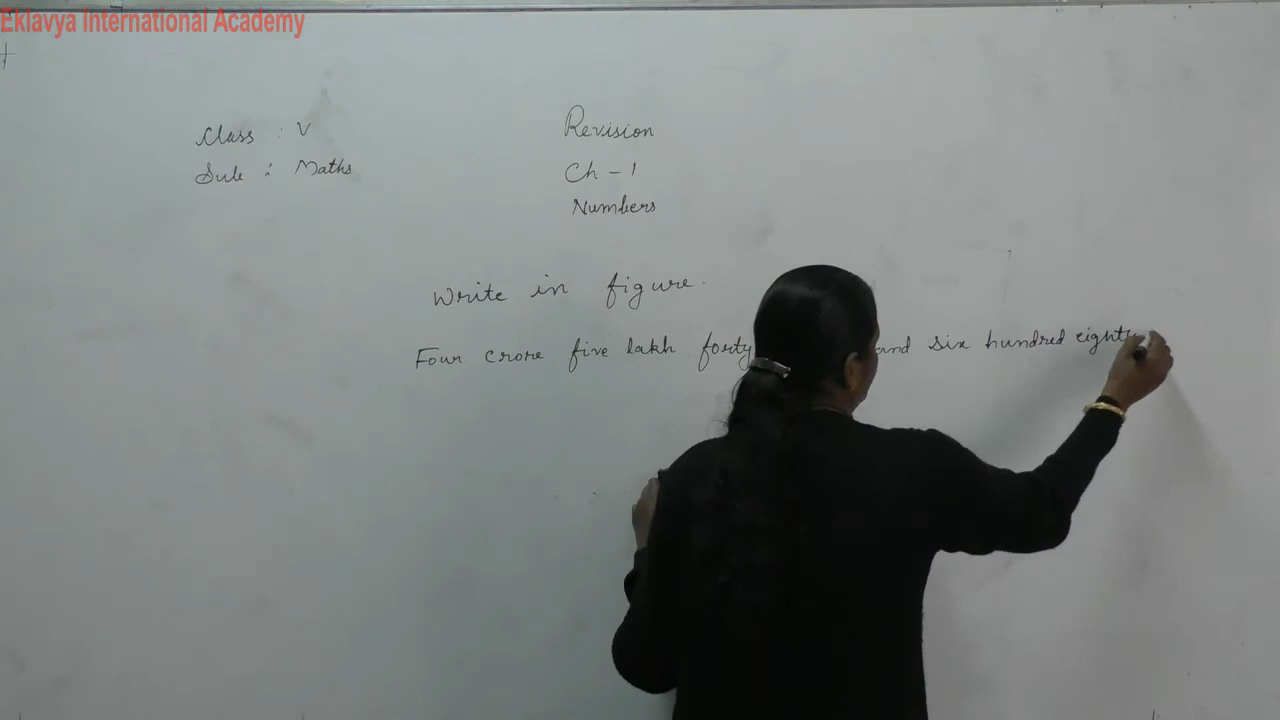 Eklavya International Academy
Class : V
Sub : Maths
Revision
Ch - 1
Numbers
Write in figure.
Four crore five lakh forty and six hundred eighty